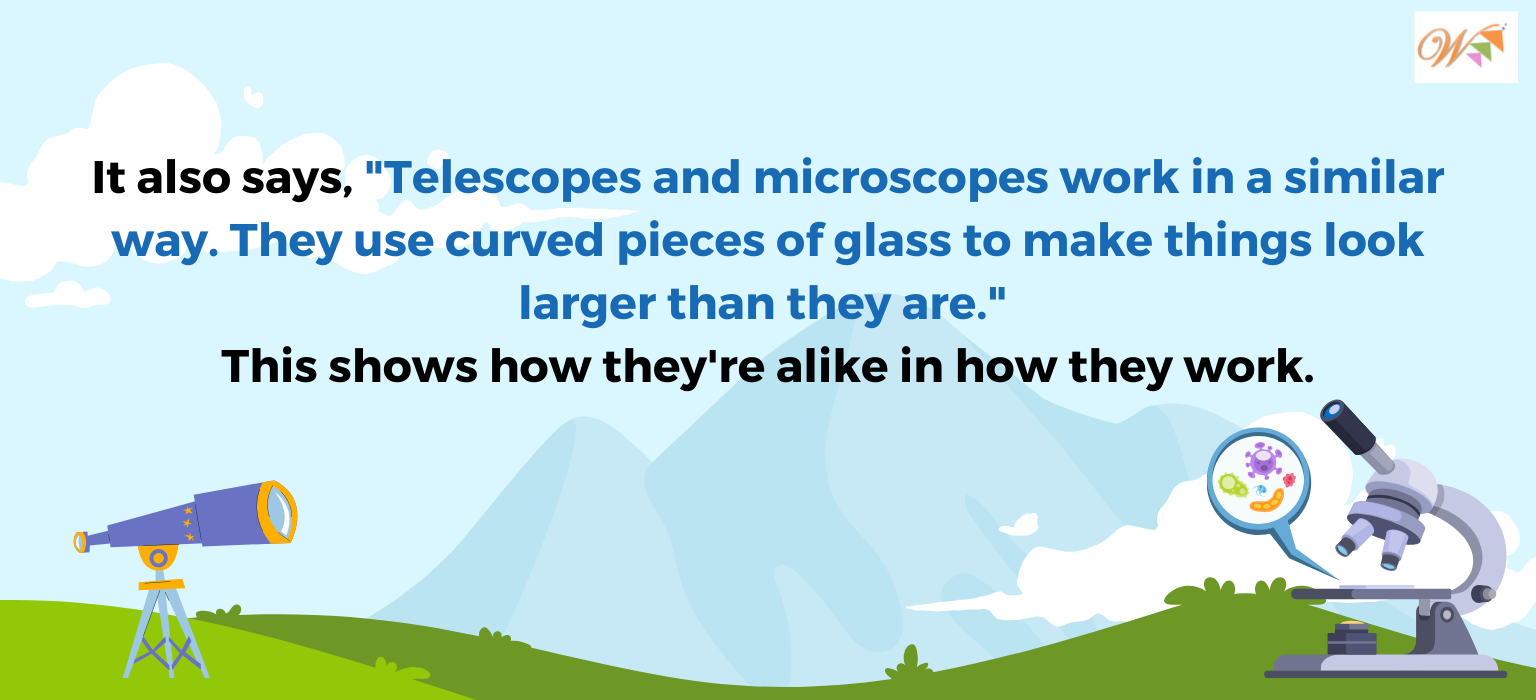 W
It also says, "Telescopes and microscopes work in a similar
way. They use curved pieces of glass to make things look
larger than they are."
This shows how they're alike in how they work.